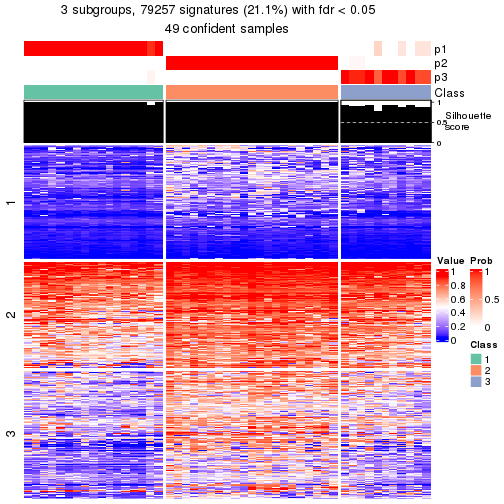 3 subgroups, 79257 signatures (21.1%) with fdr < 0.05
49 confident samples
p1
p2
p3
Class
1
0.5
0
Silhouette
score
1
2
3
Value
1
0.8
0.6
0.4
0.2
0
Prob
1
0.5
0
Class
1
2
3